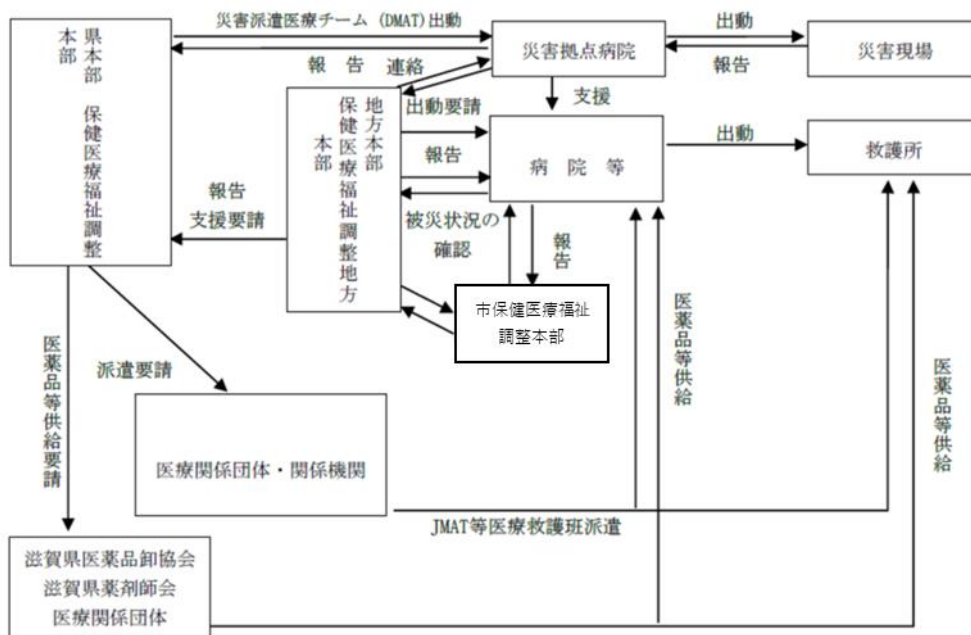 災害派遣医療チーム (DMAT)出動
県本部 保健医療福祉調整
本部
報告 連絡
災害拠点病院
出動
報告
災害現場
支援
地方本部
保健医療福祉調整地方
本部
出動要請
報告
病院等
出動
救護所
報告
支援要請
被災状況の
確認
報告
市保健医療福祉
調整本部
医薬品等供給要請
派遣要請
医薬品等供給
医薬品等供給
医療関係団体・関係機関
JMAT等医療救護班派遣
滋賀県医薬品卸協会
滋賀県薬剤師会
医療関係団体